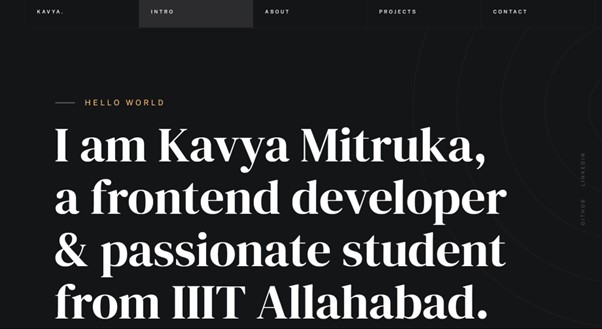 KAVYA.
INTRO
ABOUT
PROJECTS
CONTACT
HELLO WORLD
I am Kavya Mitruka,
a frontend developer
& passionate student
from IIIT Allahabad.
LINKEDIN
GITHUB